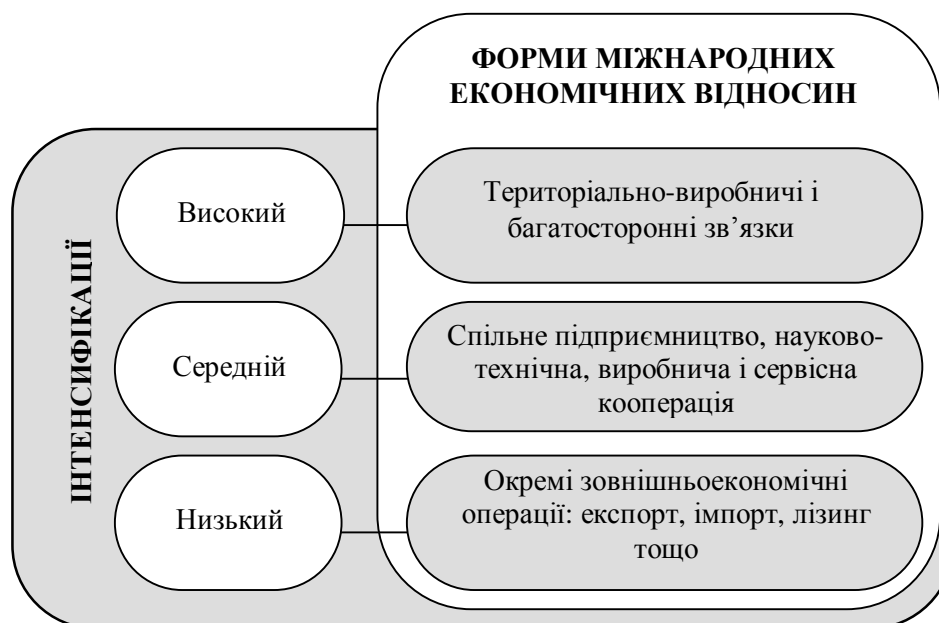 ФОРМИ МІЖНАРОДНИХ
ЕКОНОМІЧНИХ ВІДНОСИН
ІНТЕНСИФІКАЦІЇ
Високий
Територіально-виробничі і
багатосторонні зв’язки
Середній
Спільне підприємництво, науково-
технічна, виробнича і сервісна
кооперація
Низький
Окремі зовнішньоекономічні
операції: експорт, імпорт, лізинг
тощо